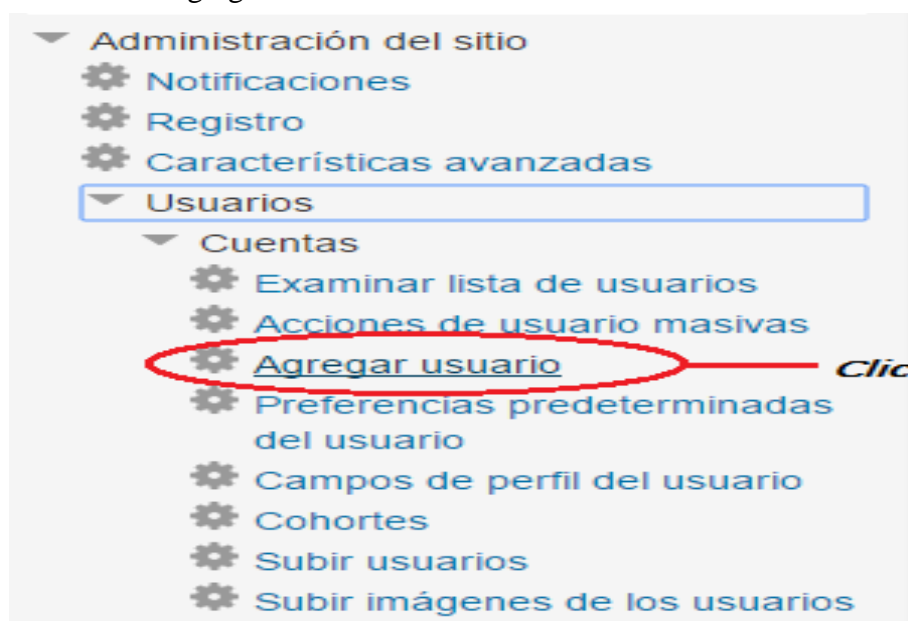 Administración del sitio
Notificaciones
Registro
Características avanzadas
Usuarios
Cuentas
Examinar lista de usuarios
Acciones de usuario masivas
Agregar usuario
Clic
Preferencias predeterminadas
del usuario
Campos de perfil del usuario
Cohortes
Subir usuarios
Subir imágenes de los usuarios